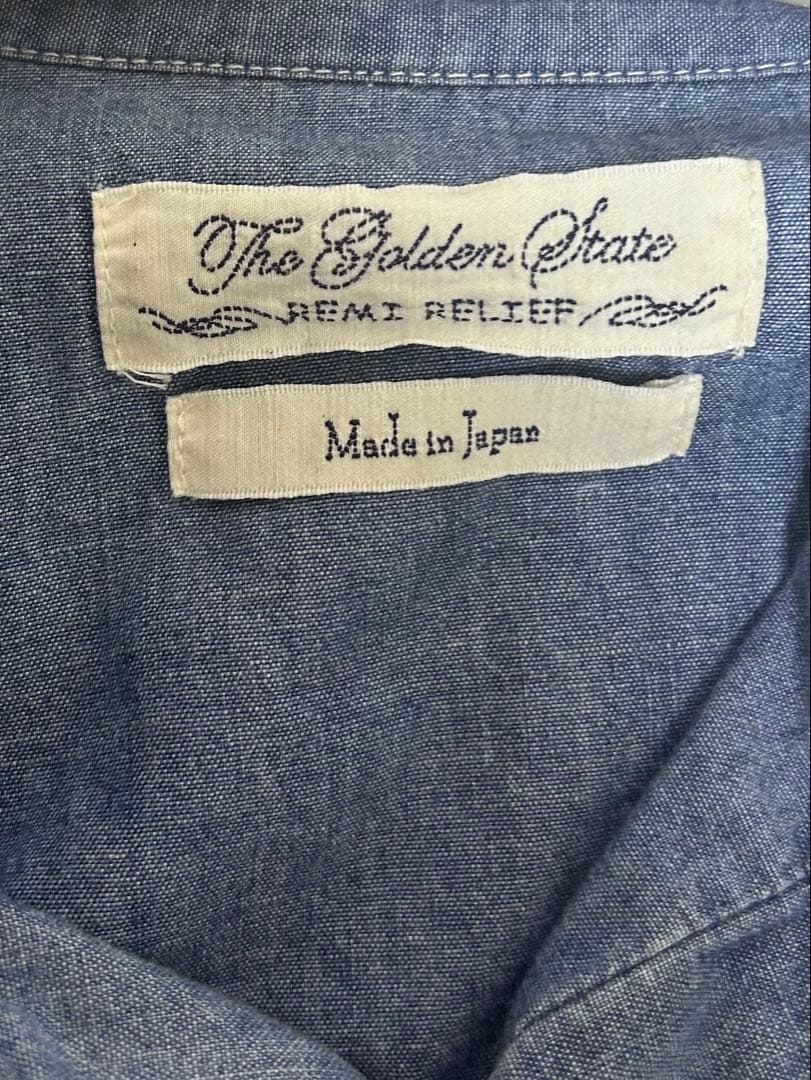 The Golden State
REMI RELIEF
Made in Japan